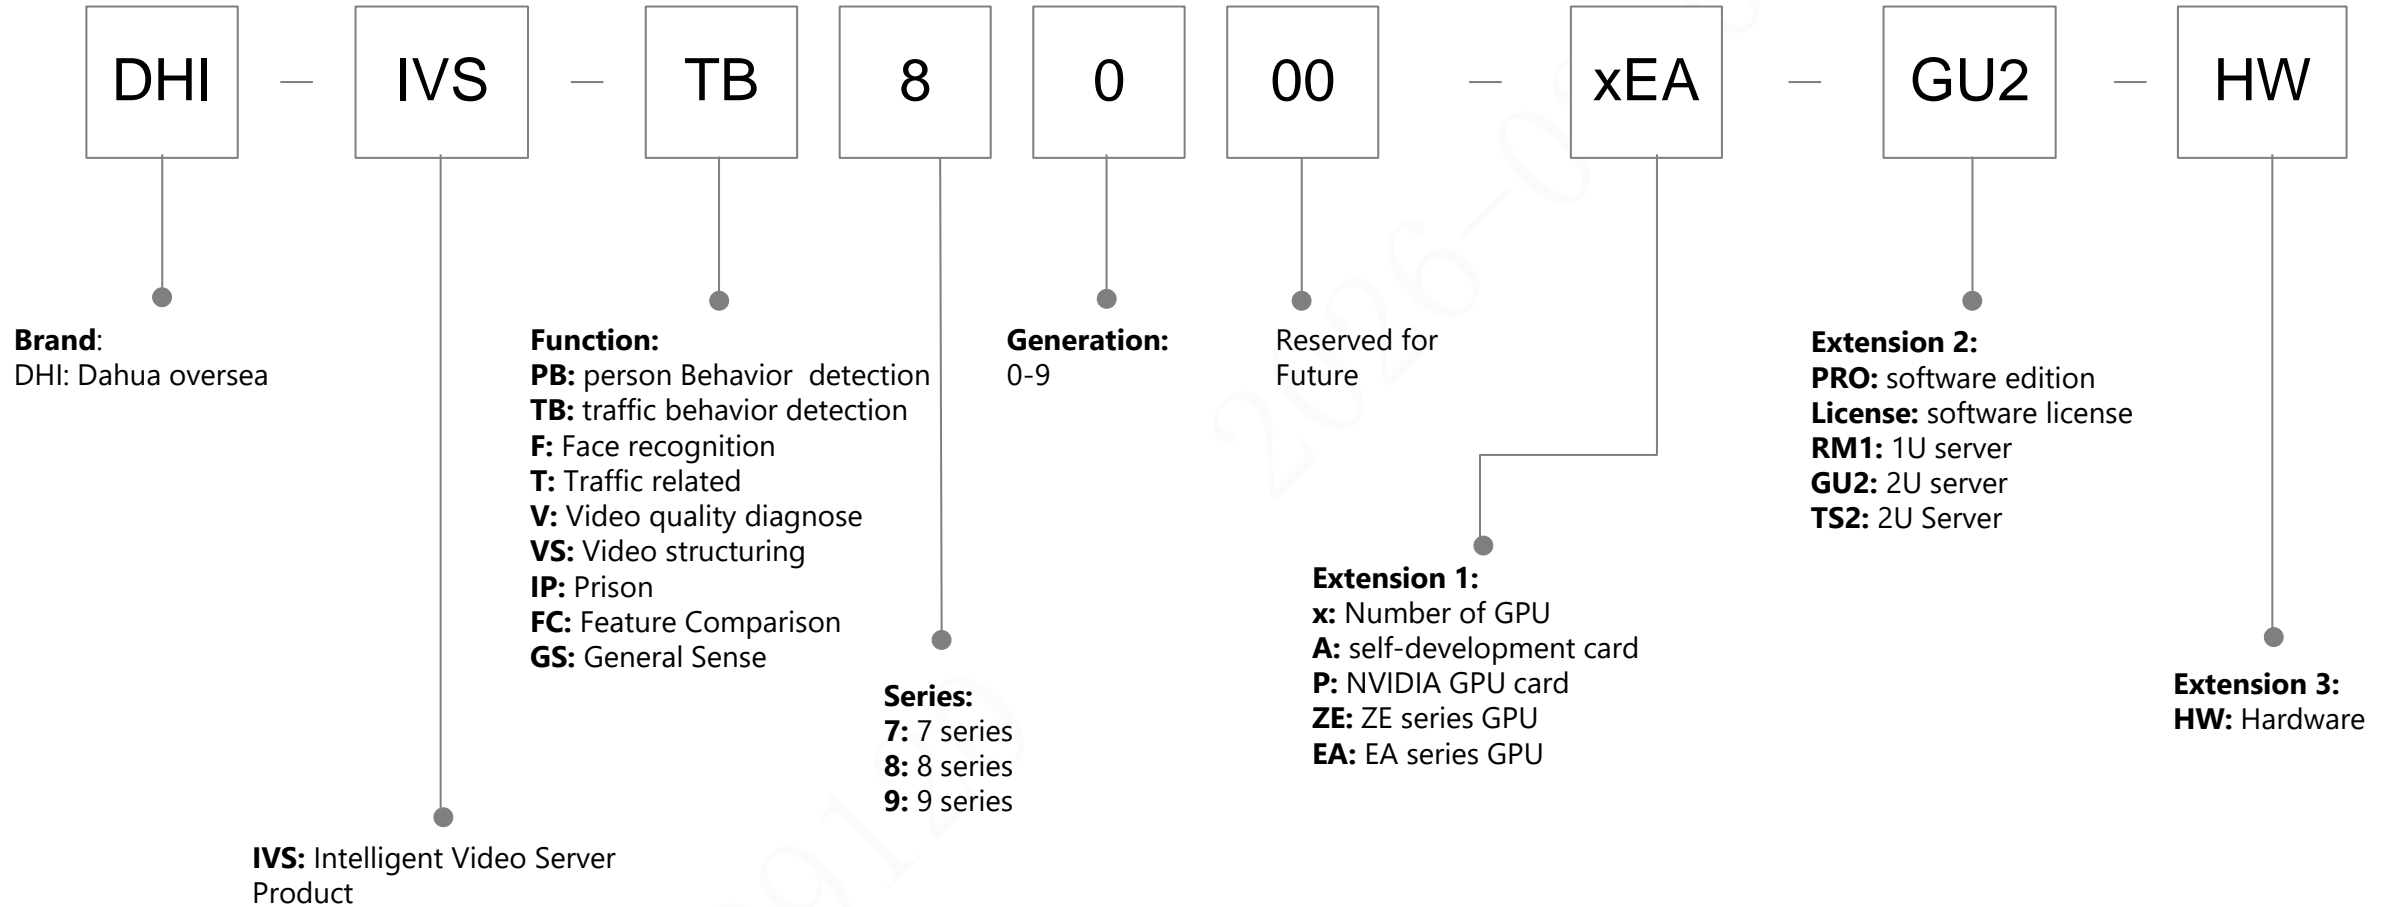 DHI — IVS — TB 8 0 00 — xEA — GU2 — HW
Brand:
DHI: Dahua oversea
Function:
PB: person Behavior detection
TB: traffic behavior detection
F: Face recognition
T: Traffic related
V: Video quality diagnose
VS: Video structuring
IP: Prison
FC: Feature Comparison
GS: General Sense
Generation:
0-9
Reserved for
Future
Extension 2:
PRO: software edition
License: software license
RM1: 1U server
GU2: 2U server
TS2: 2U Server
Extension 1:
x: Number of GPU
A: self-development card
P: NVIDIA GPU card
ZE: ZE series GPU
EA: EA series GPU
Extension 3:
HW: Hardware
Series:
7: 7 series
8: 8 series
9: 9 series
IVS: Intelligent Video Server
Product